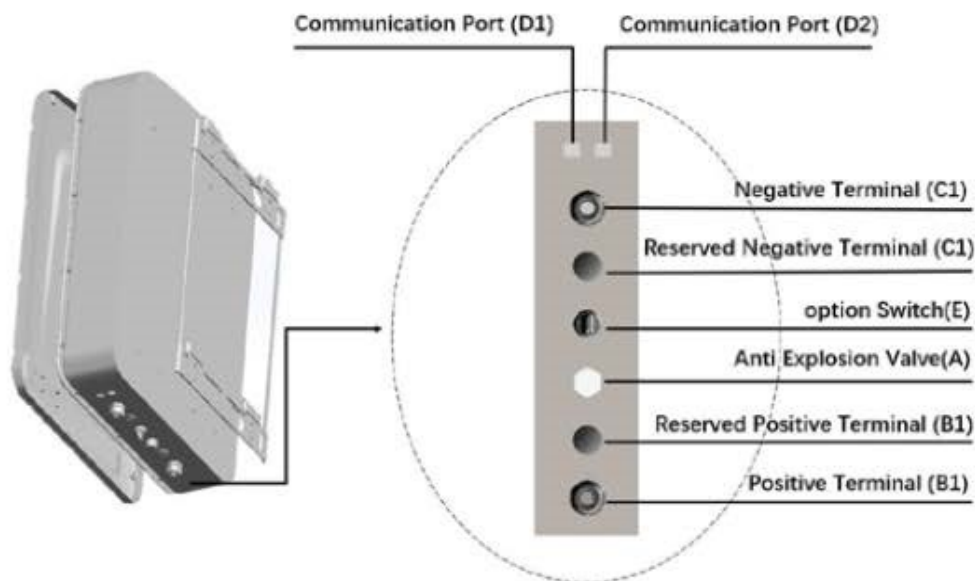 Communication Port (D1)
Communication Port (D2)
Negative Terminal (C1)
Reserved Negative Terminal (C1)
option Switch(E)
Anti Explosion Valve(A)
Reserved Positive Terminal (B1)
Positive Terminal (B1)